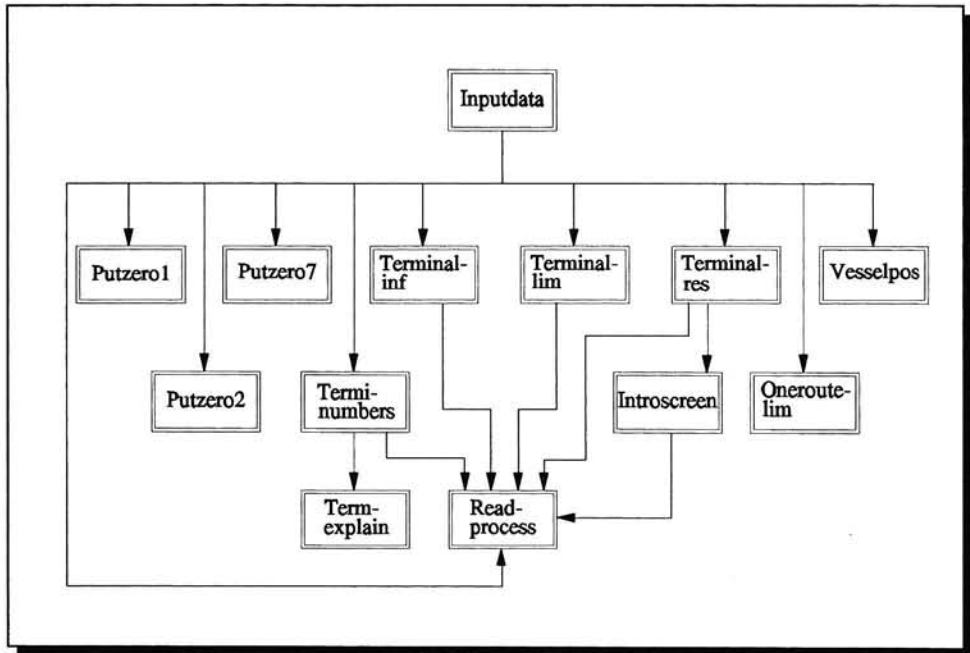 Inputdata
Putzero1
Putzero7
Terminal-
inf
Terminal-
lim
Terminal-
res
Vesselpos
Putzero2
Termi-
numbers
Introscreen
Oneroute-
lim
Term-
explain
Read-
process